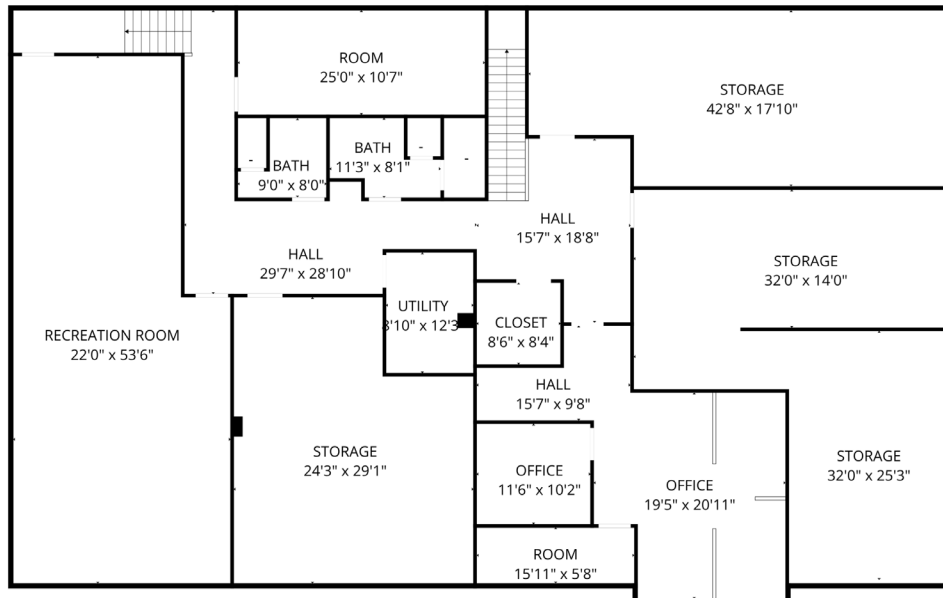 ROOM
25'0" x 10'7"
STORAGE
42'8" x 17'10"
BATH
11'3" x 8'1"
BATH
9'0" x 8'0"
HALL
15'7" x 18'8"
HALL
29'7" x 28'10"
STORAGE
32'0" x 14'0"
UTILITY
8'10" x 12'3
CLOSET
8'6" x 8'4"
RECREATION ROOM
22'0" x 53'6"
HALL
15'7" x 9'8"
STORAGE
24'3" x 29'1"
OFFICE
11'6" x 10'2"
OFFICE
19'5" x 20'11"
STORAGE
32'0" x 25'3"
ROOM
15'11" x 5'8"